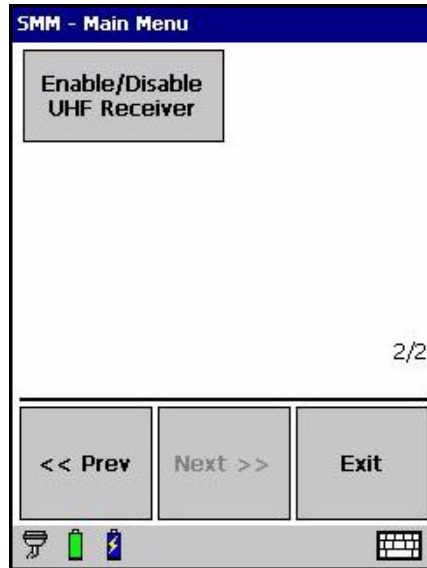 SMM - Main Menu
Enable/Disable
UHF Receiver
2/2
<< Prev
Next >>
Exit